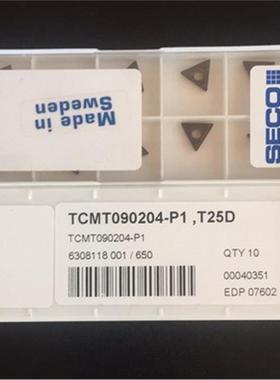 Made in
Sweden
SECO
TCMT090204-P1 ,T25D
TCMT090204-P1
6308118 001 / 650
QTY 10
00040351
EDP 07602